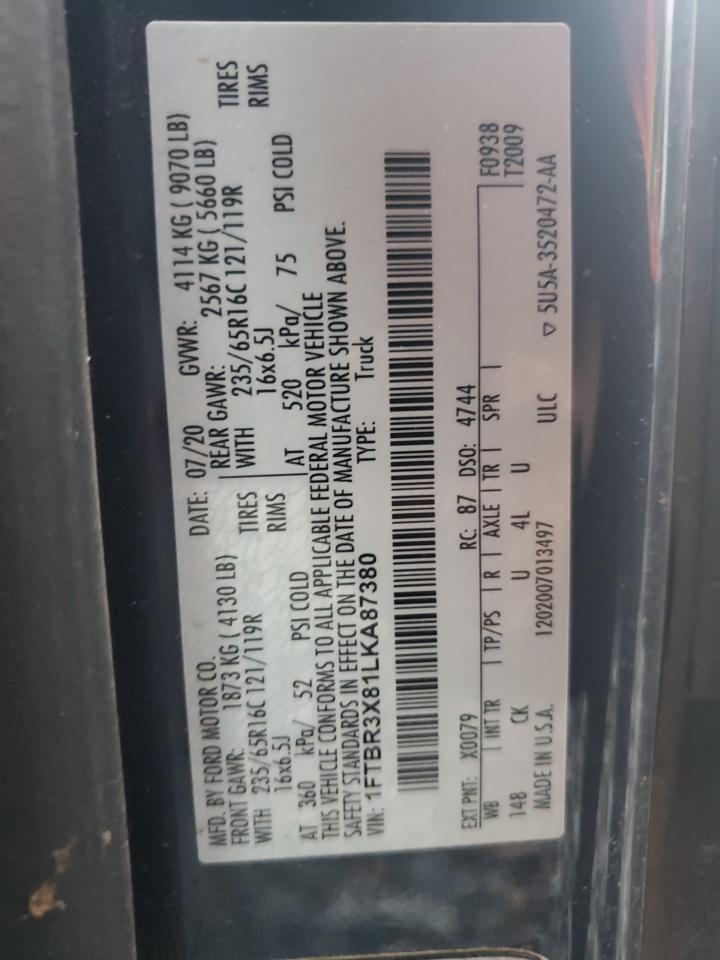 MFD. BY FORD MOTOR CO. DATE: 07/20 GVWR: 4114 KG ( 9070 LB)
FRONT GAWR: 1873 KG ( 4130 LB) REAR GAWR: 2567 KG ( 5660 LB)
WITH 235/65R16C 121/119R TIRES WITH 235/65R16C 121/119R TIRES
16x6.5J RIMS 16x6.5J RIMS
AT 360 kPa/ 52 PSI COLD AT 520 kPa/ 75 PSI COLD
THIS VEHICLE CONFORMS TO ALL APPLICABLE FEDERAL MOTOR VEHICLE
SAFETY STANDARDS IN EFFECT ON THE DATE OF MANUFACTURE SHOWN ABOVE.
VIN: 1FTBR3X81LKA87380 TYPE: Truck
EXT PNT: X0079 RC: 87 DSO: 4744 F0938
WB | INT TR | TP/PS | R | AXLE | TR | SPR | T2009
148 CK U 4L U
MADE IN U.S.A. 1202007013497 ULC ▽ 5U5A-3520472-AA